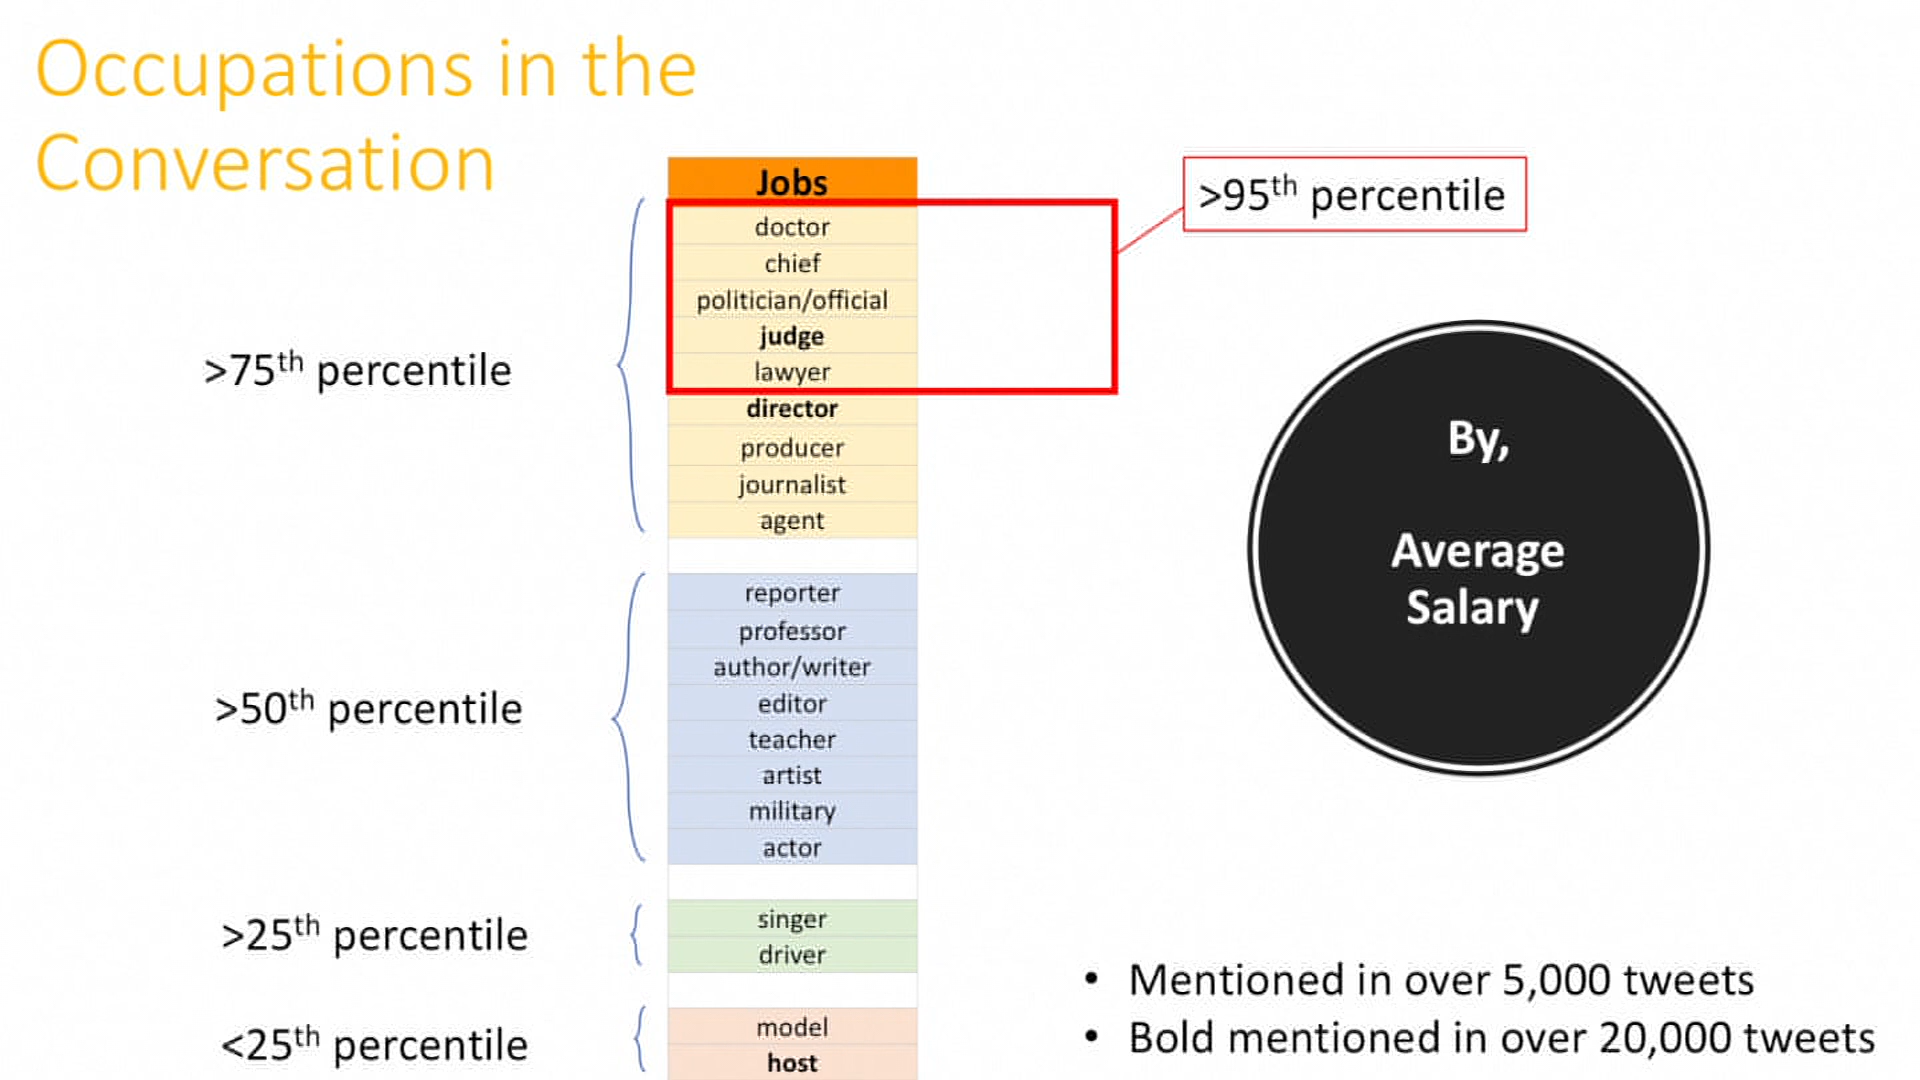 Occupations in the
Conversation
Jobs
doctor
chief
politician/official
judge
lawyer
director
producer
journalist
agent
reporter
professor
author/writer
editor
teacher
artist
military
actor
singer
driver
model
host
>75th percentile
>50th percentile
>25th percentile
<25th percentile
>95th percentile
By,
Average
Salary
• Mentioned in over 5,000 tweets
• Bold mentioned in over 20,000 tweets